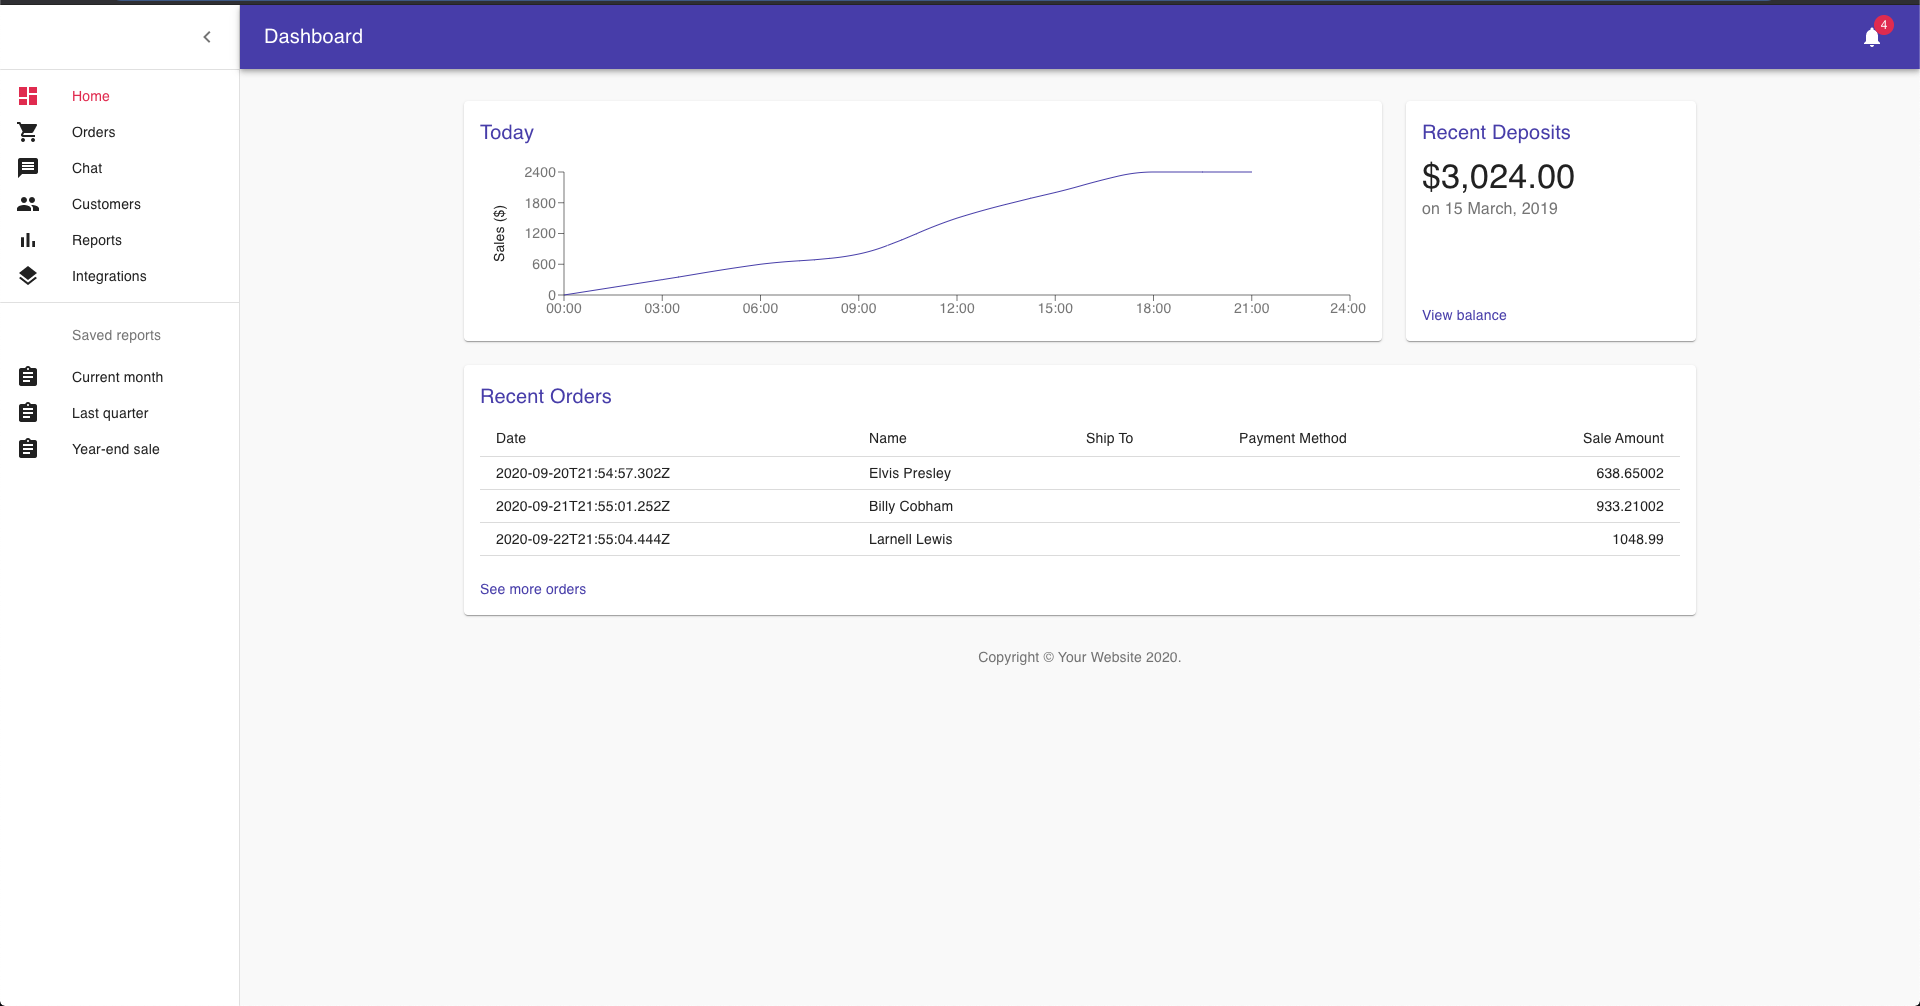 Dashboard
4
Home
Orders
Chat
Customers
Reports
Integrations
Saved reports
Current month
Last quarter
Year-end sale
Today
Sales ($)
2400
1800
1200
600
0
00:00 03:00 06:00 09:00 12:00 15:00 18:00 21:00 24:00
Recent Deposits
$3,024.00
on 15 March, 2019
View balance
Recent Orders
Date Name Ship To Payment Method Sale Amount
2020-09-20T21:54:57.302Z Elvis Presley 638.65002
2020-09-21T21:55:01.252Z Billy Cobham 933.21002
2020-09-22T21:55:04.444Z Larnell Lewis 1048.99
See more orders
Copyright © Your Website 2020.